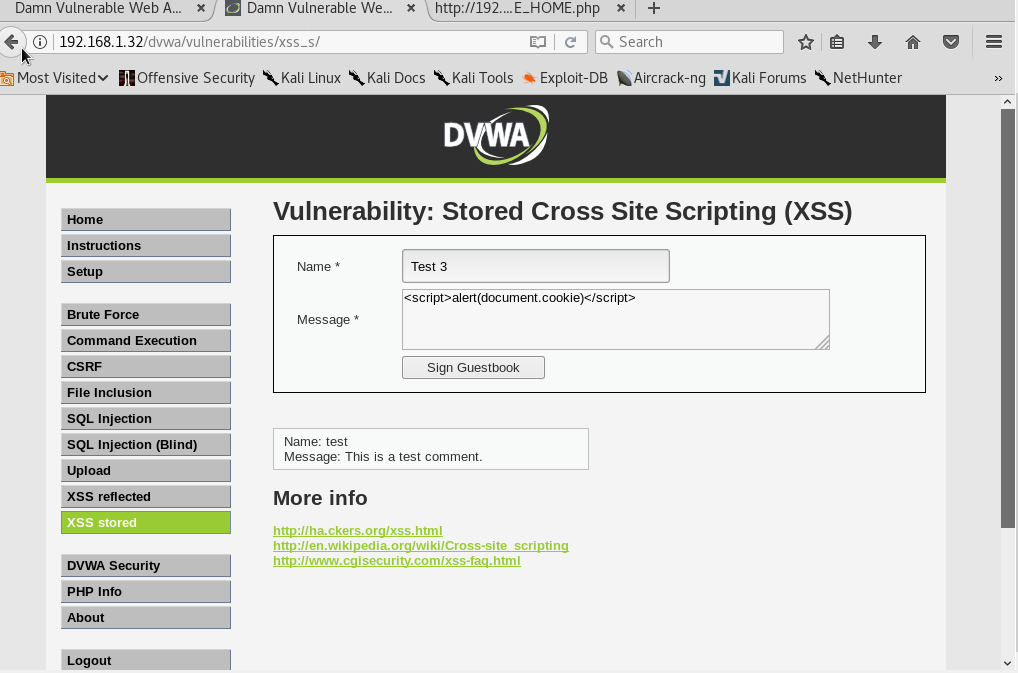 Damn Vulnerable Web A... × Damn Vulnerable We... × http://192....E_HOME.php × +
192.168.1.32/dvwa/vulnerabilities/xss_s/ Search
Most Visited Offensive Security Kali Linux Kali Docs Kali Tools Exploit-DB Aircrack-ng Kali Forums NetHunter »
DVWA
Home
Instructions
Setup
Brute Force
Command Execution
CSRF
File Inclusion
SQL Injection
SQL Injection (Blind)
Upload
XSS reflected
XSS stored
DVWA Security
PHP Info
About
Logout
Vulnerability: Stored Cross Site Scripting (XSS)
Name * Test 3
Message * <script>alert(document.cookie)</script>
Sign Guestbook
Name: test
Message: This is a test comment.
More info
http://ha.ckers.org/xss.html
http://en.wikipedia.org/wiki/Cross-site_scripting
http://www.cgisecurity.com/xss-faq.html